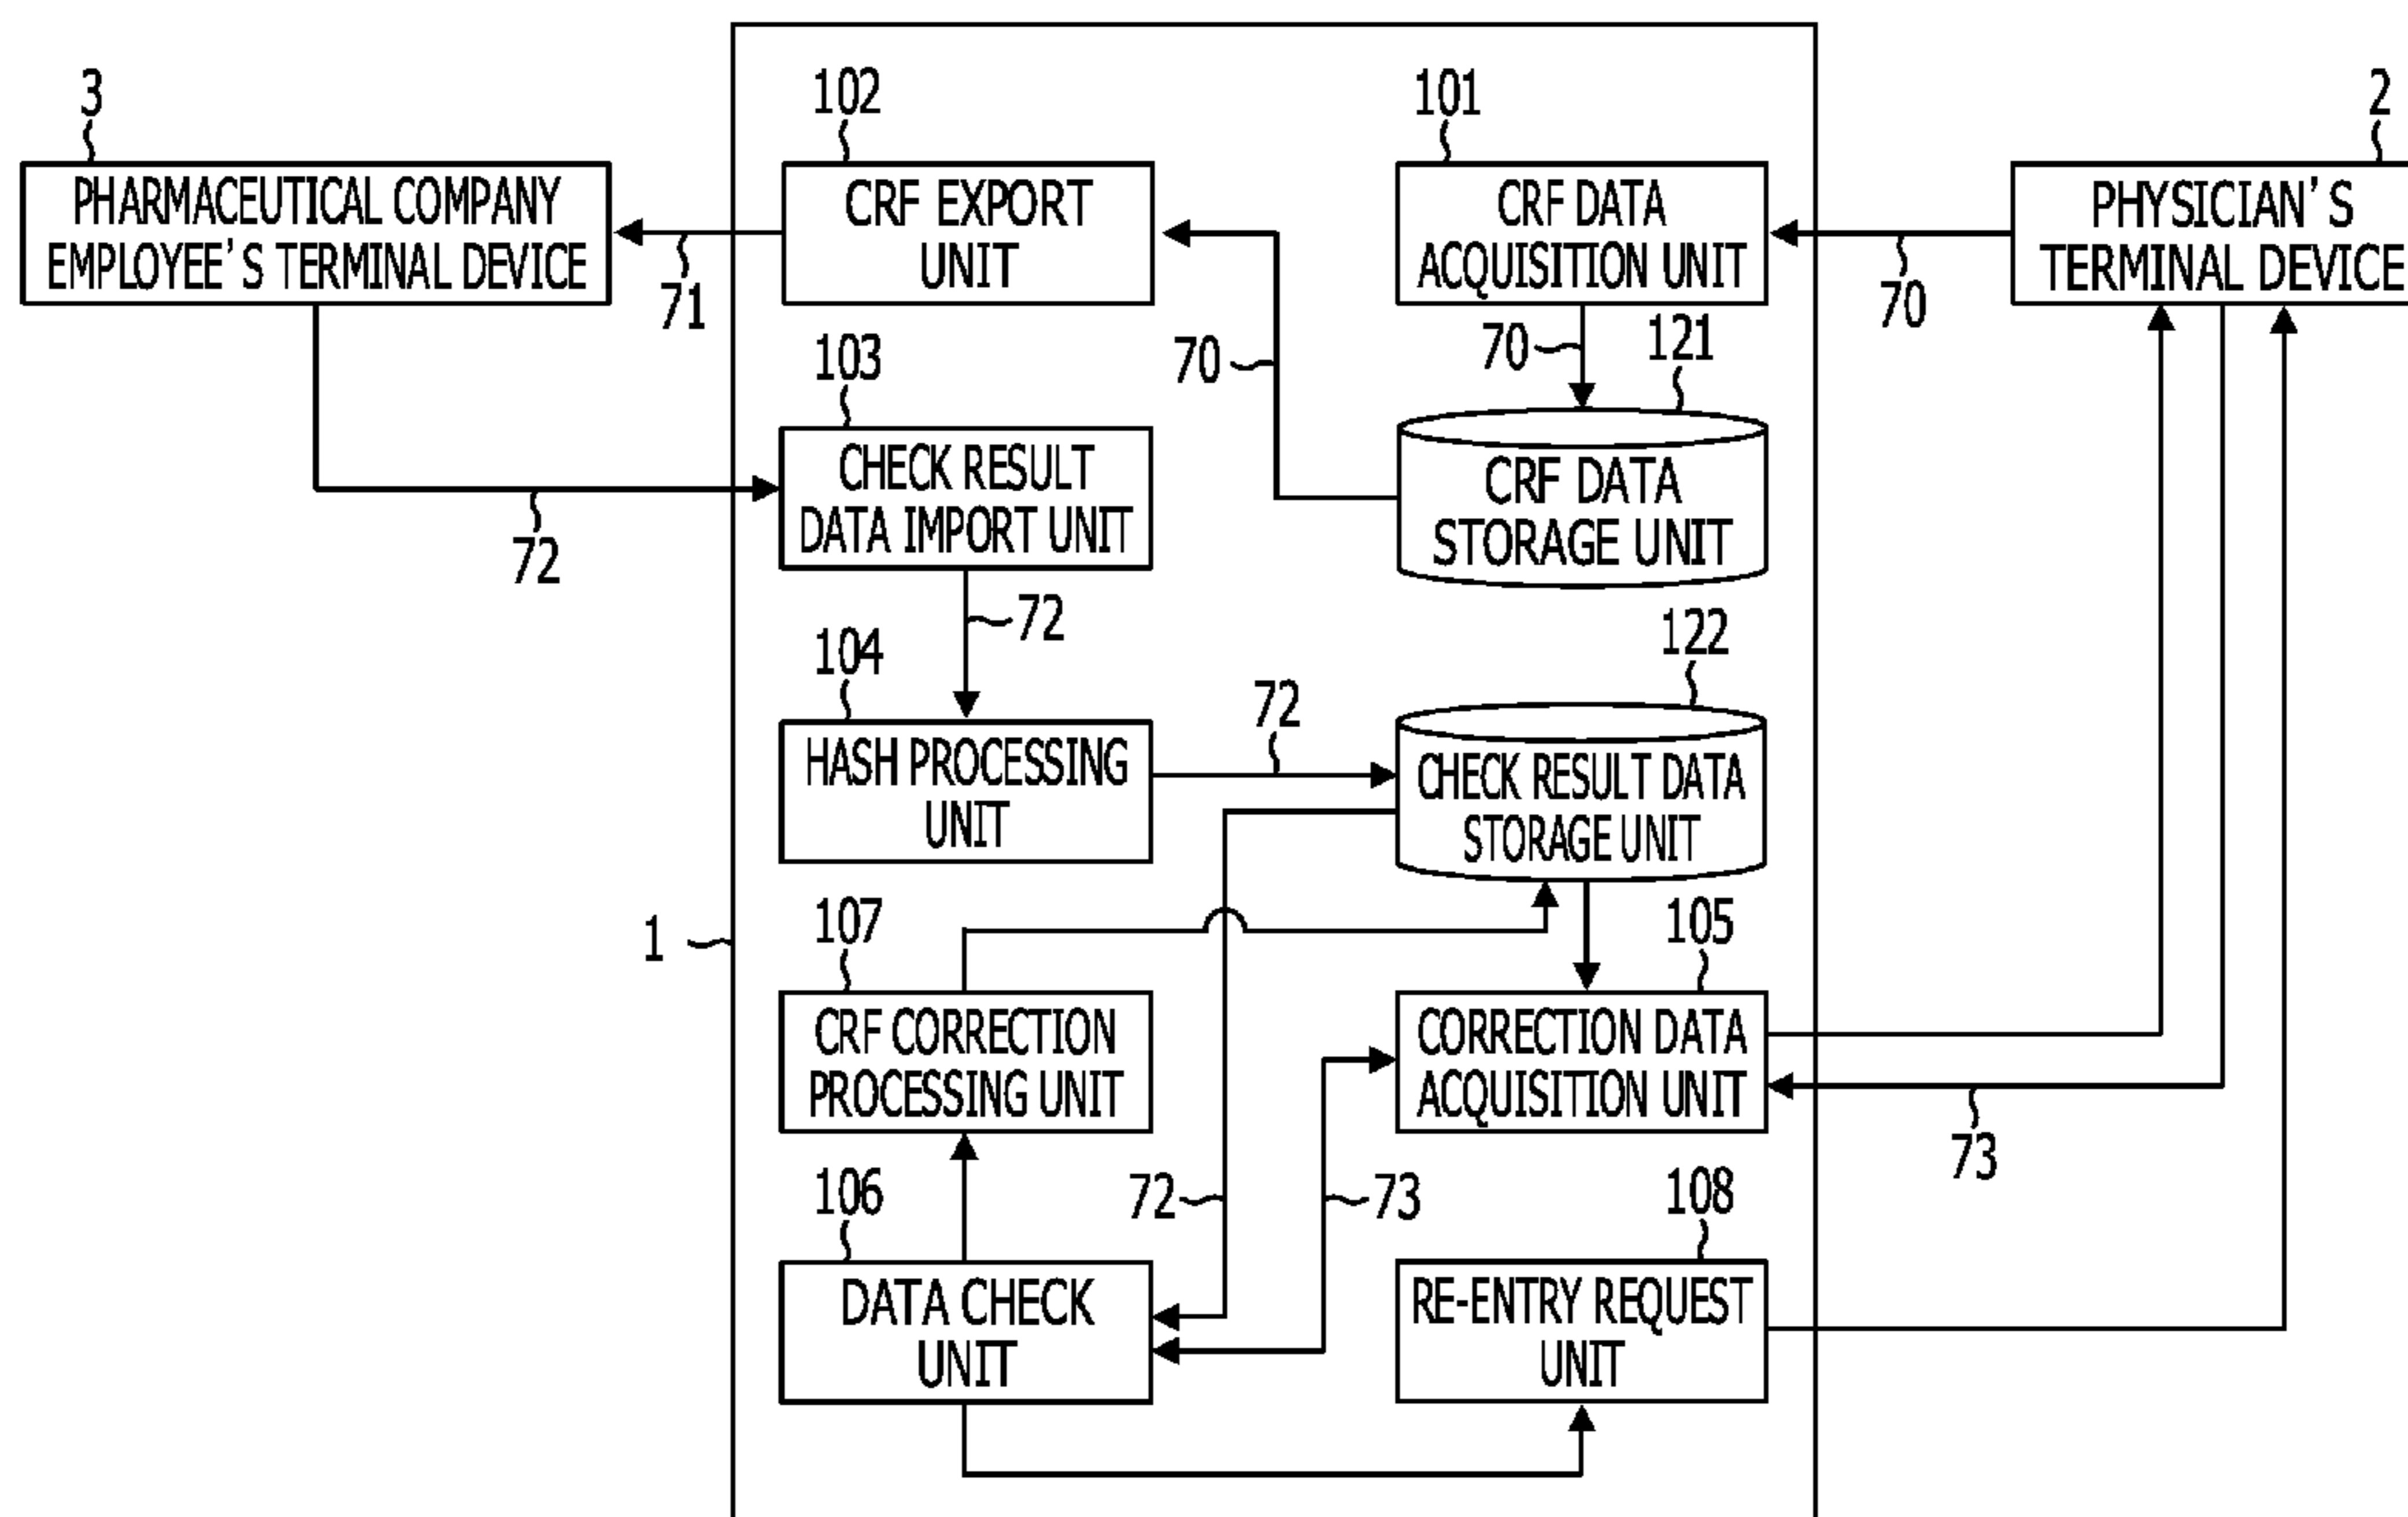 3
102
101
2
PHARMACEUTICAL COMPANY
EMPLOYEE'S TERMINAL DEVICE
CRF EXPORT
UNIT
CRF DATA
ACQUISITION UNIT
PHYSICIAN'S
TERMINAL DEVICE
71
70
70
70
121
103
CHECK RESULT
DATA IMPORT UNIT
CRF DATA
STORAGE UNIT
72
72
104
122
72
HASH PROCESSING
UNIT
CHECK RESULT DATA
STORAGE UNIT
1
107
105
CRF CORRECTION
PROCESSING UNIT
CORRECTION DATA
ACQUISITION UNIT
73
106
72
73
108
DATA CHECK
UNIT
RE-ENTRY REQUEST
UNIT